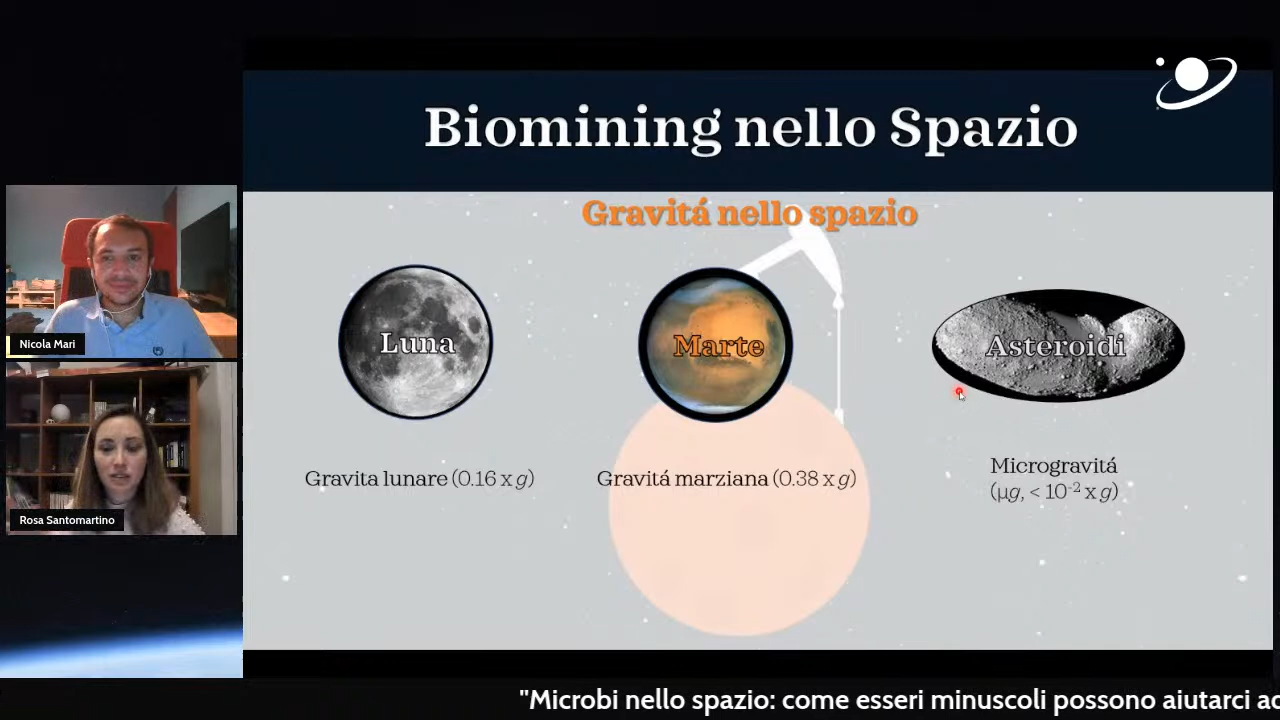 Biomining nello Spazio
Gravitá nello spazio
Luna
Marte
Asteroidi
Gravita lunare (0.16 x g)
Gravitá marziana (0.38 x g)
Microgravitá
(µg, < 10⁻² x g)
Nicola Mari
Rosa Santomartino
"Microbi nello spazio: come esseri minuscoli possono aiutarci